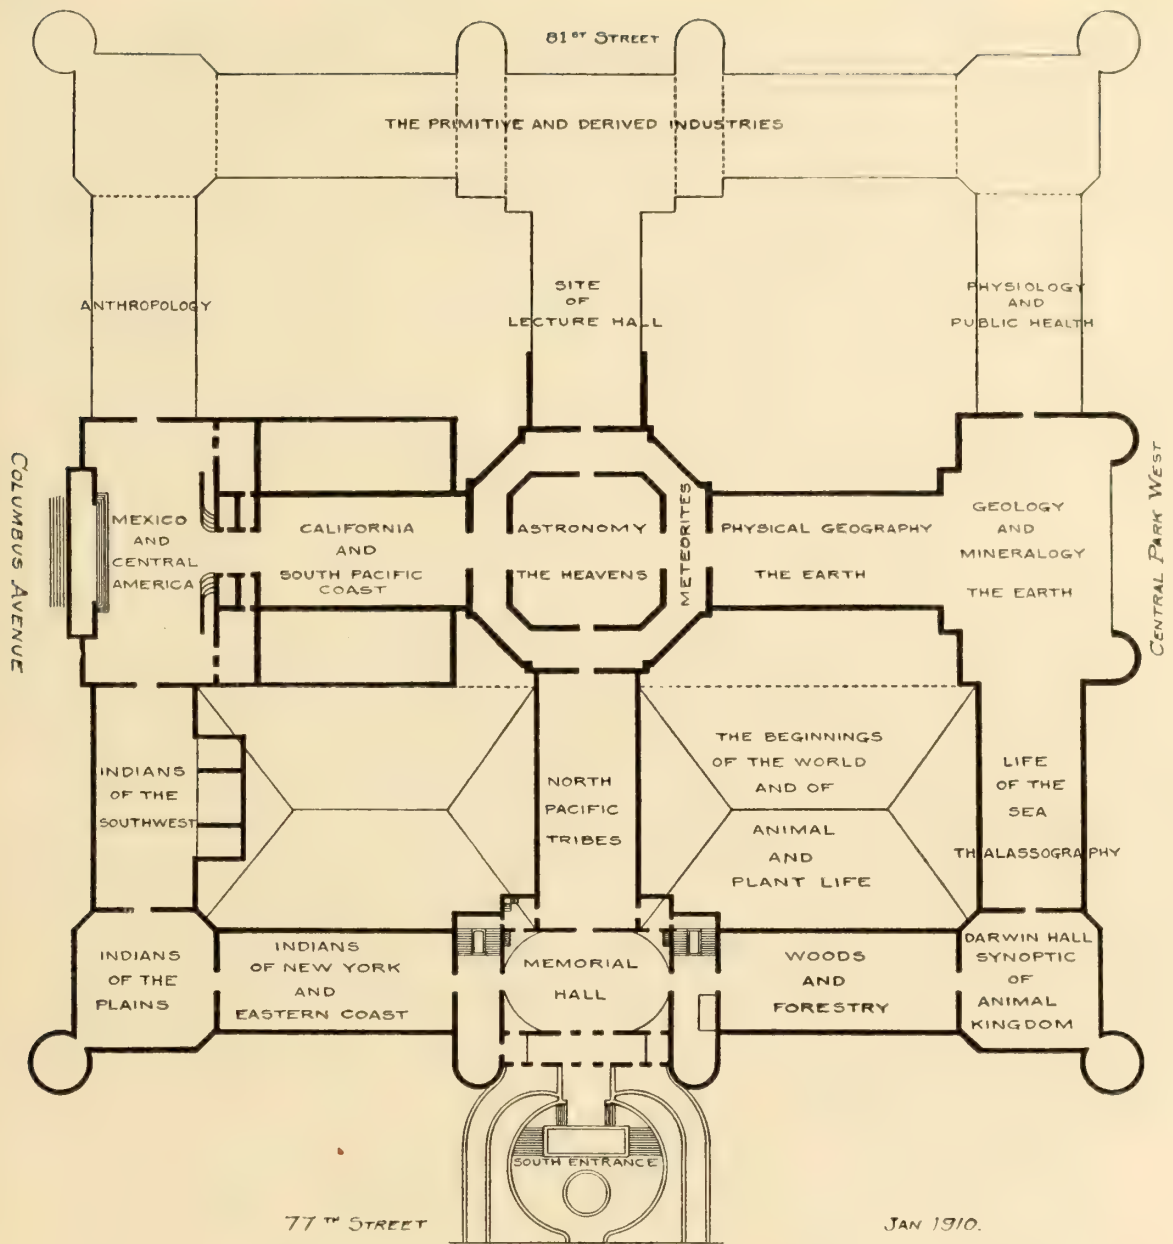 81ST STREET
THE PRIMITIVE AND DERIVED INDUSTRIES
ANTHROPOLOGY
SITE
OF
LECTURE HALL
PHYSIOLOGY
AND
PUBLIC HEALTH
COLUMBUS AVENUE
MEXICO
AND
CENTRAL
AMERICA
CALIFORNIA
AND
SOUTH PACIFIC
COAST
ASTRONOMY
THE HEAVENS
METEORITES
PHYSICAL GEOGRAPHY
THE EARTH
GEOLOGY
AND
MINERALOGY
THE EARTH
CENTRAL PARK WEST
INDIANS
OF THE
SOUTHWEST
NORTH
PACIFIC
TRIBES
THE BEGINNINGS
OF THE WORLD
AND OF
ANIMAL
AND
PLANT LIFE
LIFE
OF THE
SEA
THALASSOGRAPHY
INDIANS
OF THE
PLAINS
INDIANS
OF NEW YORK
AND
EASTERN COAST
MEMORIAL
HALL
WOODS
AND
FORESTRY
DARWIN HALL
SYNOPTIC
OF
ANIMAL
KINGDOM
SOUTH ENTRANCE
77TH STREET
JAN 1910.